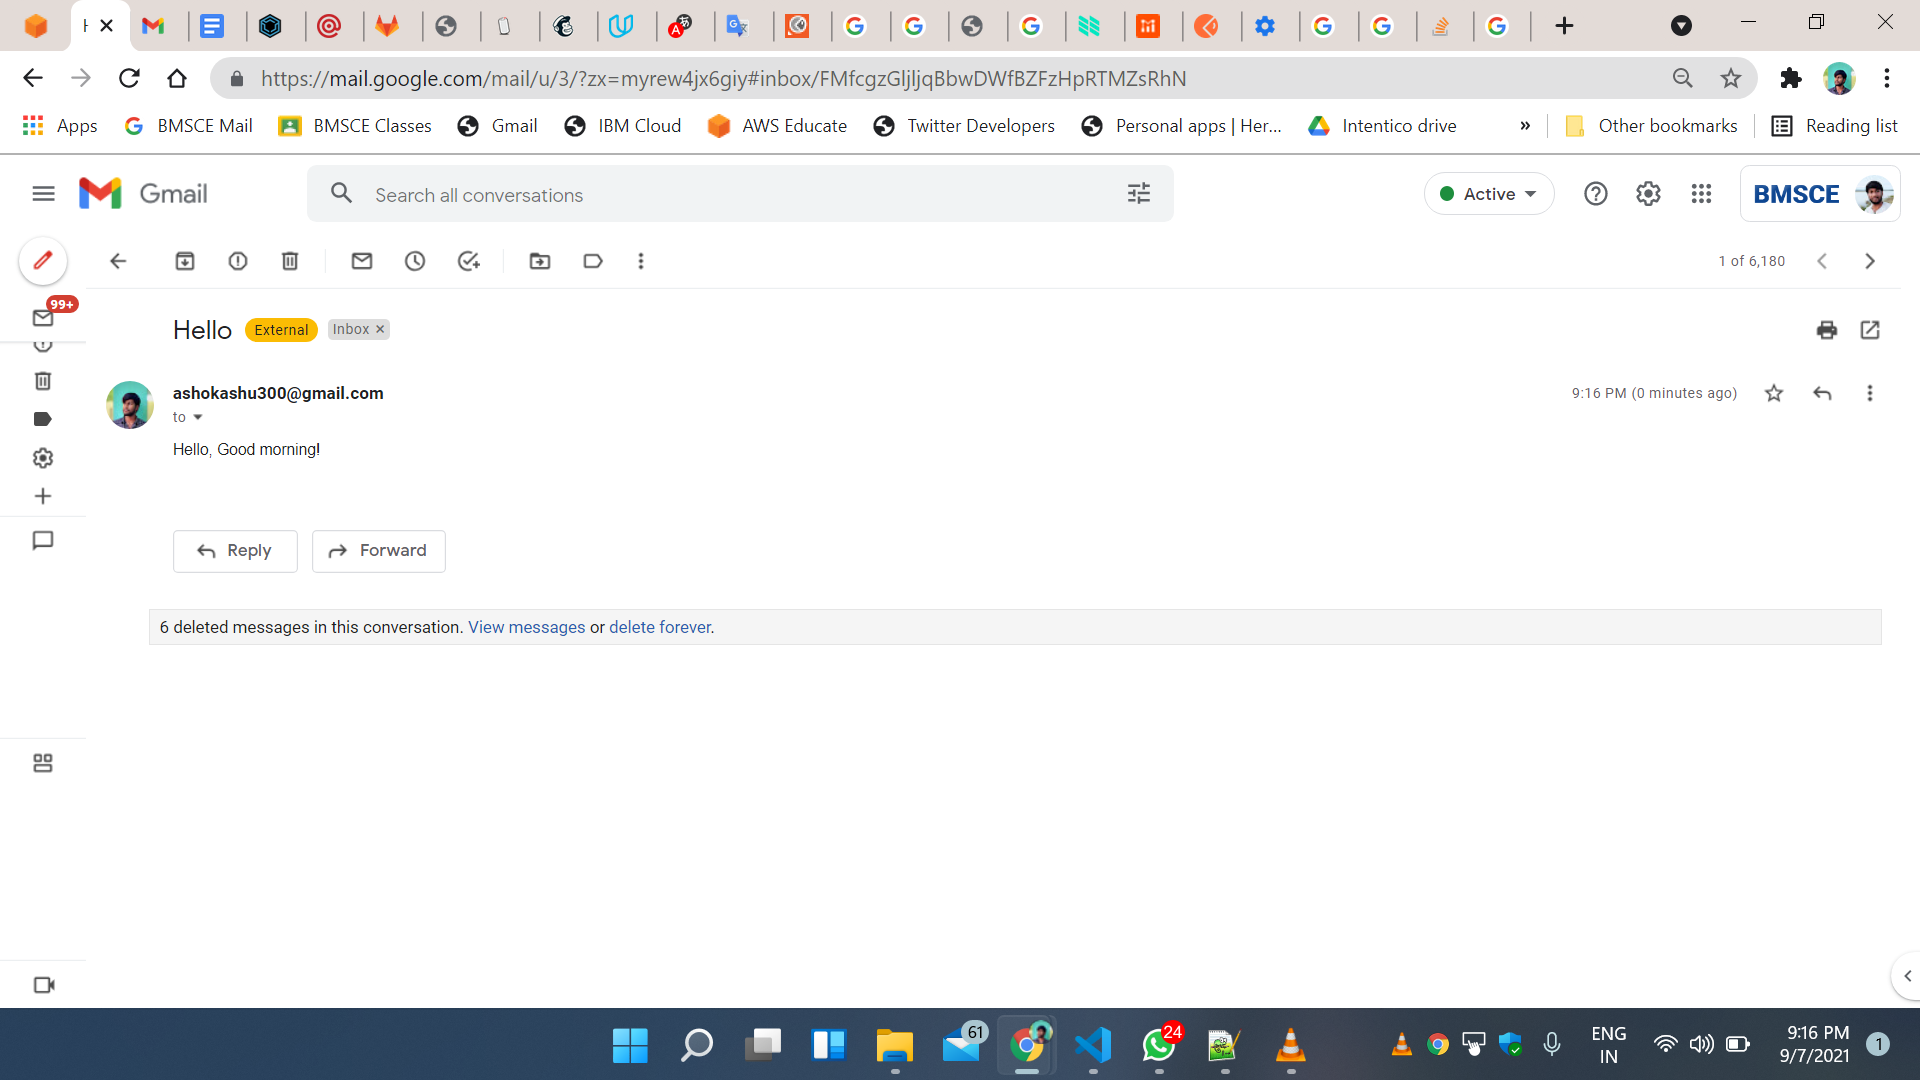 https://mail.google.com/mail/u/3/?zx=myrew4jx6giy#inbox/FMfcgzGljljqBbwDWfBZFzHpRTMZsRhN
Apps BMSCE Mail BMSCE Classes Gmail IBM Cloud AWS Educate Twitter Developers Personal apps | Her... Intentico drive » Other bookmarks Reading list
Gmail Search all conversations Active BMSCE
1 of 6,180
99+
Hello External Inbox ×
ashokashu300@gmail.com 9:16 PM (0 minutes ago)
to
Hello, Good morning!
Reply Forward
6 deleted messages in this conversation. View messages or delete forever.
61 24 ENG 9:16 PM 1
IN 9/7/2021